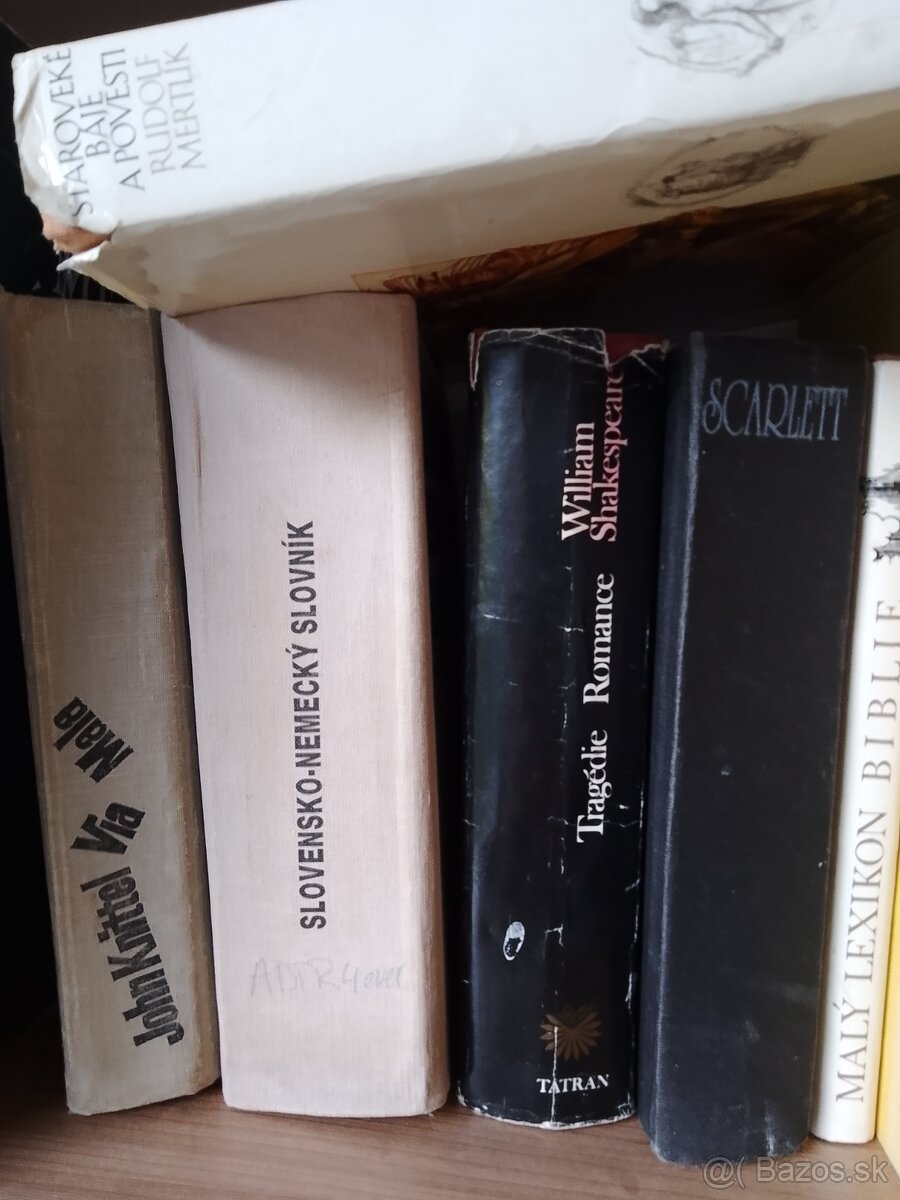 STAROVEKÉ
BÁJE
A POVESTI
RUDOLF
MERTLÍK
John Knittel Via Mala
SLOVENSKO-NEMECKÝ SLOVNÍK
William
Shakespeare
Tragédie Romance
TATRAN
SCARLETT
MALÝ LEXIKON BIBLIE
@( Bazos.sk